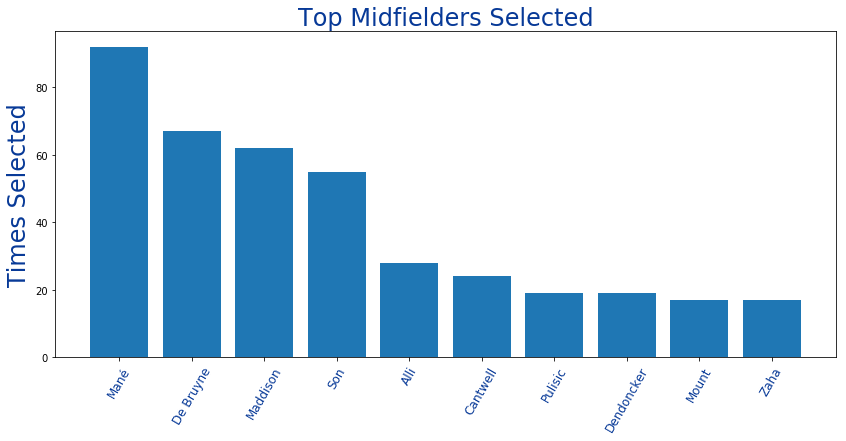 Top Midfielders Selected
Times Selected
80
60
40
20
0
Mané
De Bruyne
Maddison
Son
Alli
Cantwell
Pulisic
Dendoncker
Mount
Zaha